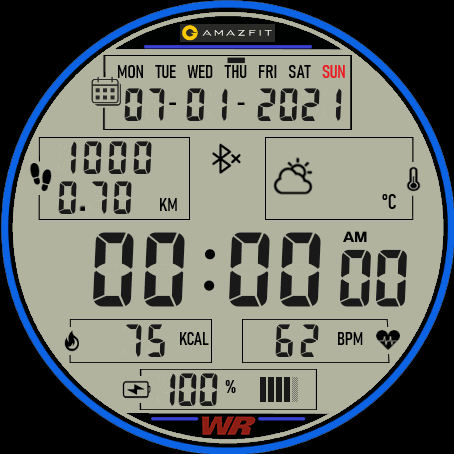 AMAZFIT
MON TUE WED THU FRI SAT SUN
07-01-2021
1000
0.70 KM
°C
00:00 AM 00
75 KCAL
62 BPM
100 %
WR